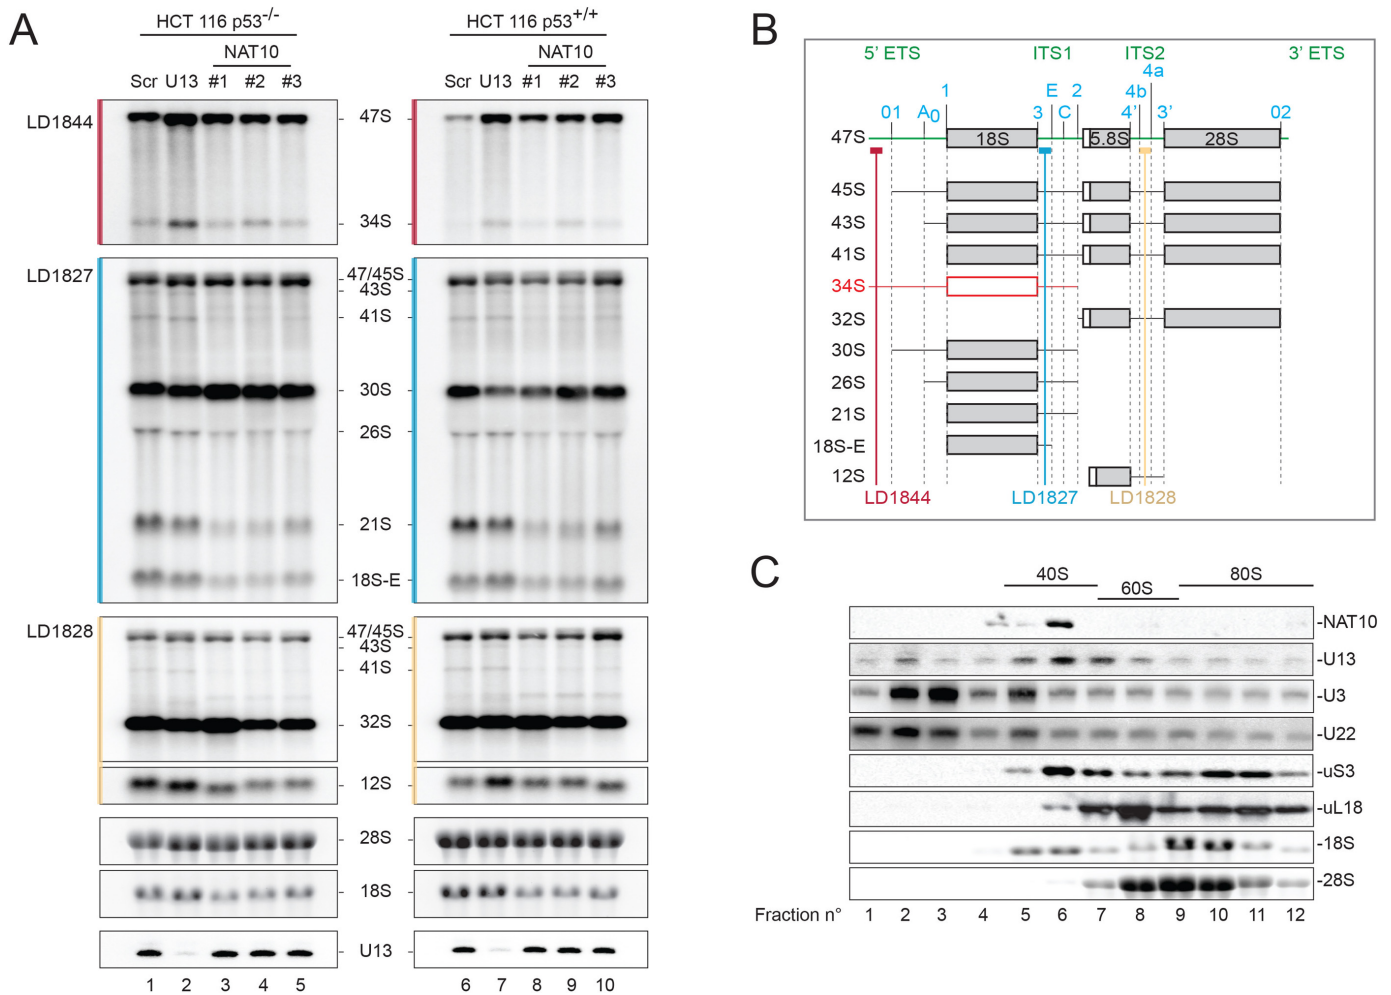 A
HCT 116 p53-/-
HCT 116 p53+/+
NAT10
NAT10
Scr U13 #1 #2 #3
Scr U13 #1 #2 #3
LD1844
47S
34S
LD1827
47/45S
43S
41S
30S
26S
21S
18S-E
LD1828
47/45S
43S
41S
32S
12S
28S
18S
U13
1 2 3 4 5
6 7 8 9 10
B
5' ETS ITS1 ITS2 3' ETS
4a
1 E 2 4b
01 A0 3 C 4' 3' 02
47S 18S 5.8S 28S
45S
43S
41S
34S
32S
30S
26S
21S
18S-E
12S
LD1844 LD1827 LD1828
C
40S 80S
60S
-NAT10
-U13
-U3
-U22
-uS3
-uL18
-18S
-28S
Fraction n° 1 2 3 4 5 6 7 8 9 10 11 12